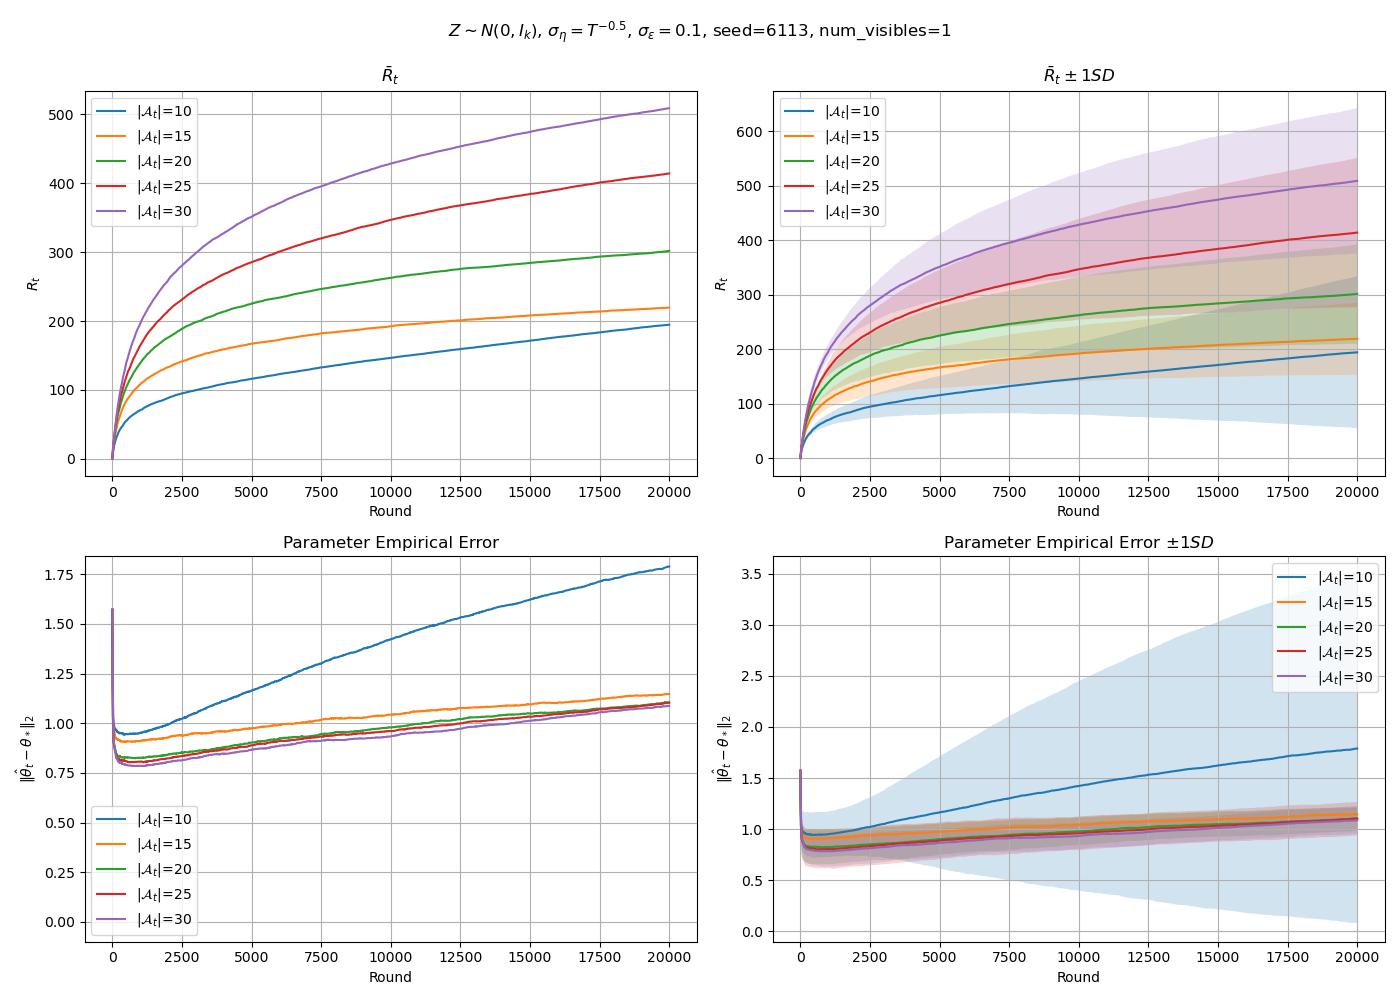 Z ∼ N(0, I_k), σ_η = T^{−0.5}, σ_ε = 0.1, seed=6113, num_visibles=1
R̄_t
R_t
500
400
300
200
100
0
|𝒜_t|=10
|𝒜_t|=15
|𝒜_t|=20
|𝒜_t|=25
|𝒜_t|=30
0 2500 5000 7500 10000 12500 15000 17500 20000
Round
R̄_t ± 1SD
R_t
600
500
400
300
200
100
0
|𝒜_t|=10
|𝒜_t|=15
|𝒜_t|=20
|𝒜_t|=25
|𝒜_t|=30
0 2500 5000 7500 10000 12500 15000 17500 20000
Round
Parameter Empirical Error
‖θ̂_t − θ_*‖_2
1.75
1.50
1.25
1.00
0.75
0.50
0.25
0.00
|𝒜_t|=10
|𝒜_t|=15
|𝒜_t|=20
|𝒜_t|=25
|𝒜_t|=30
0 2500 5000 7500 10000 12500 15000 17500 20000
Round
Parameter Empirical Error ±1SD
‖θ̂_t − θ_*‖_2
3.5
3.0
2.5
2.0
1.5
1.0
0.5
0.0
|𝒜_t|=10
|𝒜_t|=15
|𝒜_t|=20
|𝒜_t|=25
|𝒜_t|=30
0 2500 5000 7500 10000 12500 15000 17500 20000
Round